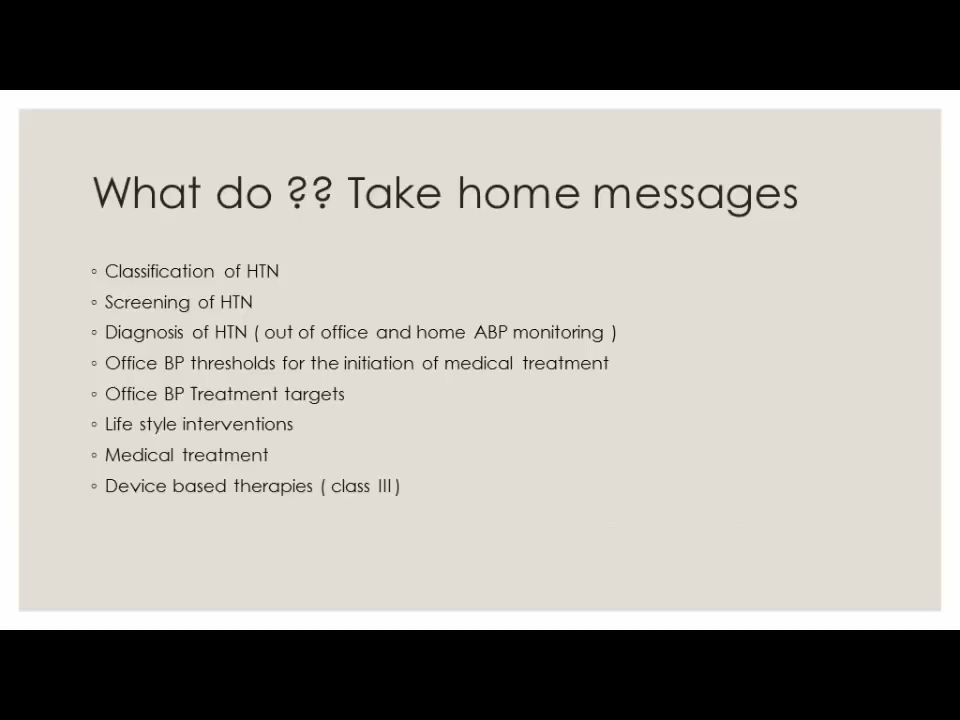 What do ?? Take home messages
◦ Classification of HTN
◦ Screening of HTN
◦ Diagnosis of HTN ( out of office and home ABP monitoring )
◦ Office BP thresholds for the initiation of medical treatment
◦ Office BP Treatment targets
◦ Life style interventions
◦ Medical treatment
◦ Device based therapies ( class III )